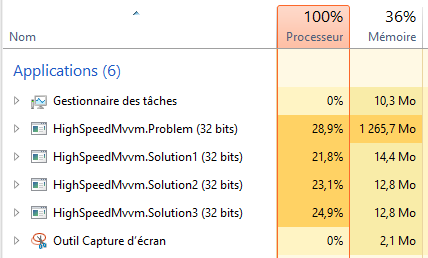 100% 36%
Nom Processeur Mémoire
Applications (6)
Gestionnaire des tâches 0% 10,3 Mo
HighSpeedMvvm.Problem (32 bits) 28,9% 1 265,7 Mo
HighSpeedMvvm.Solution1 (32 bits) 21,8% 14,4 Mo
HighSpeedMvvm.Solution2 (32 bits) 23,1% 12,8 Mo
HighSpeedMvvm.Solution3 (32 bits) 24,9% 12,8 Mo
Outil Capture d'écran 0% 2,1 Mo